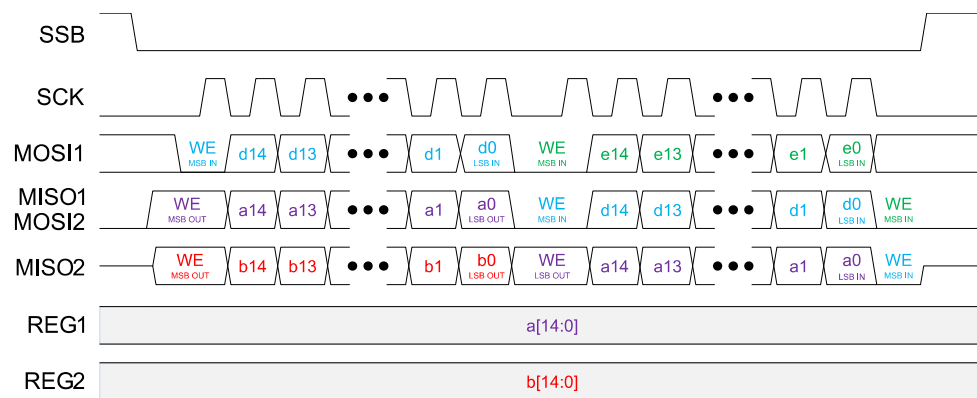 SSB
SCK
MOSI1 WE d14 d13 d1 d0 WE e14 e13 e1 e0
MSB IN LSB IN MSB IN LSB IN
MISO1 WE a14 a13 a1 a0 WE d14 d13 d1 d0 WE
MOSI2 MSB OUT LSB OUT MSB IN LSB IN MSB IN
MISO2 WE b14 b13 b1 b0 WE a14 a13 a1 a0 WE
MSB OUT LSB OUT LSB OUT LSB IN MSB IN
REG1 a[14:0]
REG2 b[14:0]